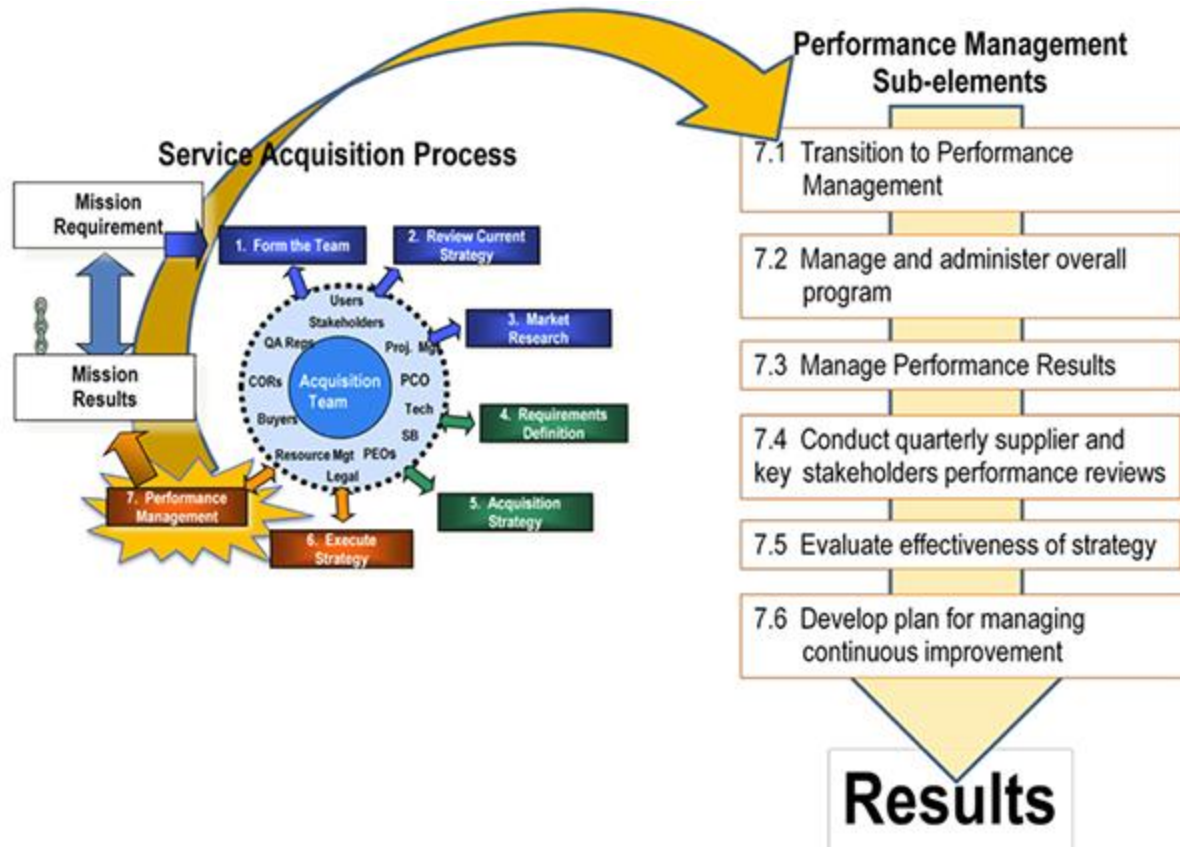 Performance Management
Sub-elements
Service Acquisition Process
Mission
Requirement
Mission
Results
1. Form the Team
2. Review Current
Strategy
3. Market
Research
4. Requirements
Definition
5. Acquisition
Strategy
6. Execute
Strategy
7. Performance
Management
Users
Stakeholders
QA Reps
Proj. Mgt
CORs
PCO
Acquisition
Team
Tech
Buyers
SB
Resource Mgt
PEOs
Legal
7.1 Transition to Performance
Management
7.2 Manage and administer overall
program
7.3 Manage Performance Results
7.4 Conduct quarterly supplier and
key stakeholders performance reviews
7.5 Evaluate effectiveness of strategy
7.6 Develop plan for managing
continuous improvement
Results